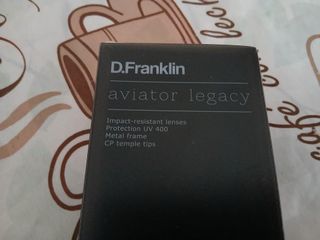 D.Franklin
aviator legacy
Impact-resistant lenses
Protection UV 400
Metal frame
CP temple tips